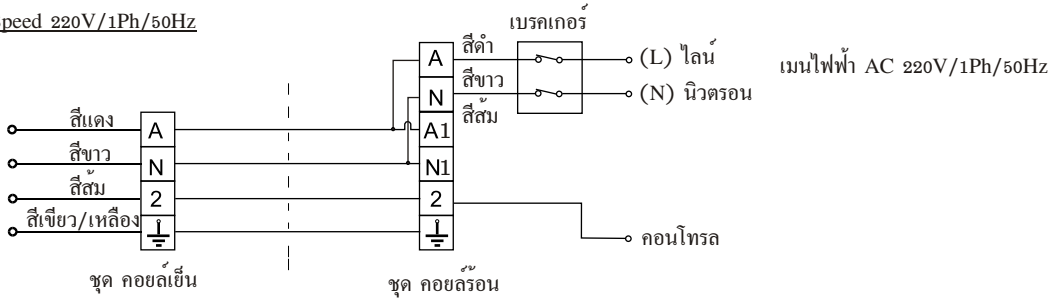 Speed 220V/1Ph/50Hz
เบรคเกอร์
A สีดำ (L) ไลน์
เมนไฟฟ้า AC 220V/1Ph/50Hz
N สีขาว (N) นิวตรอน
สีแดง A A1 สีส้ม
สีขาว N N1
สีส้ม 2 2
สีเขียว/เหลือง
คอนโทรล
ชุด คอยล์เย็น ชุด คอยล์ร้อน